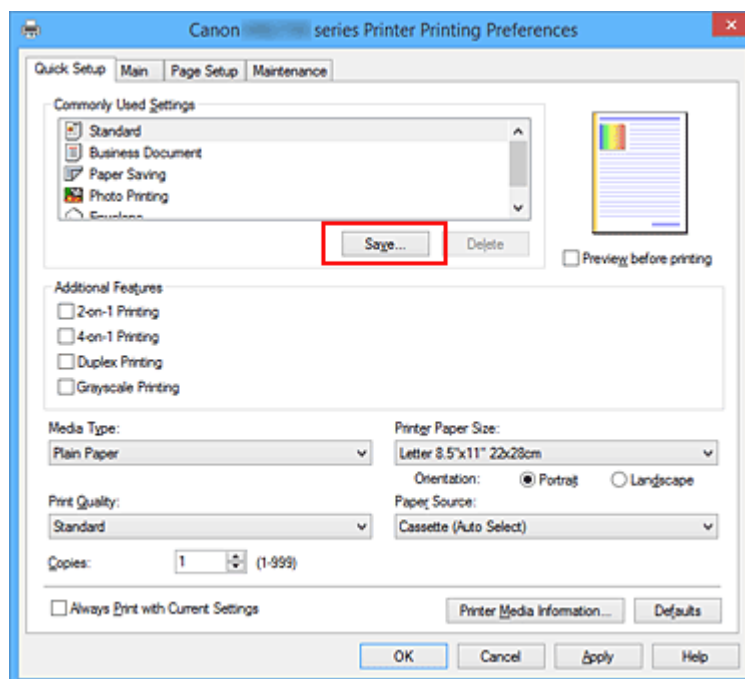 Canon series Printer Printing Preferences
Quick Setup Main Page Setup Maintenance
Commonly Used Settings
Standard
Business Document
Paper Saving
Photo Printing
Envelope
Save... Delete
Preview before printing
Additional Features
2-on-1 Printing
4-on-1 Printing
Duplex Printing
Grayscale Printing
Media Type: Printer Paper Size:
Plain Paper Letter 8.5"x11" 22x28cm
Orientation: Portrait Landscape
Print Quality: Paper Source:
Standard Cassette (Auto Select)
Copies: 1 (1-999)
Always Print with Current Settings Printer Media Information... Defaults
OK Cancel Apply Help